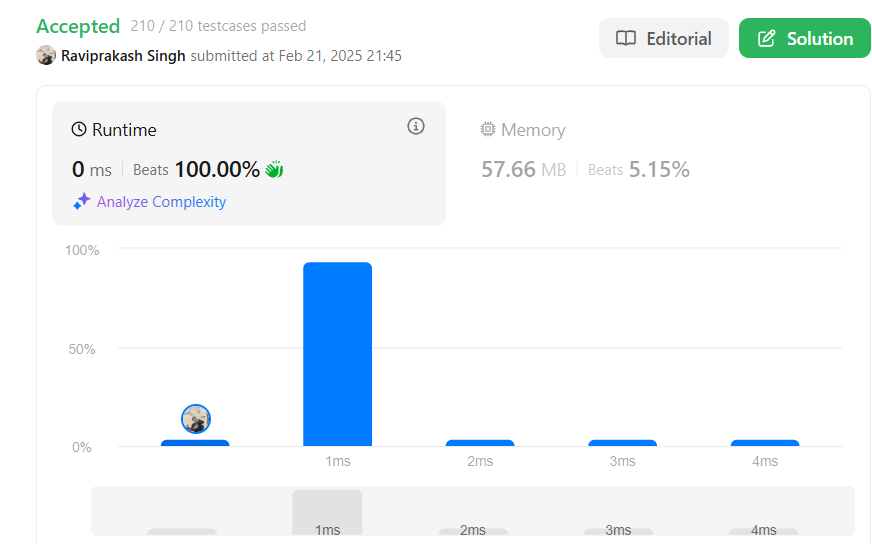 Accepted 210 / 210 testcases passed
Raviprakash Singh submitted at Feb 21, 2025 21:45
Editorial
Solution
Runtime
0 ms Beats 100.00%
Analyze Complexity
Memory
57.66 MB Beats 5.15%
100%
50%
0%
1ms 2ms 3ms 4ms
1ms 2ms 3ms 4ms